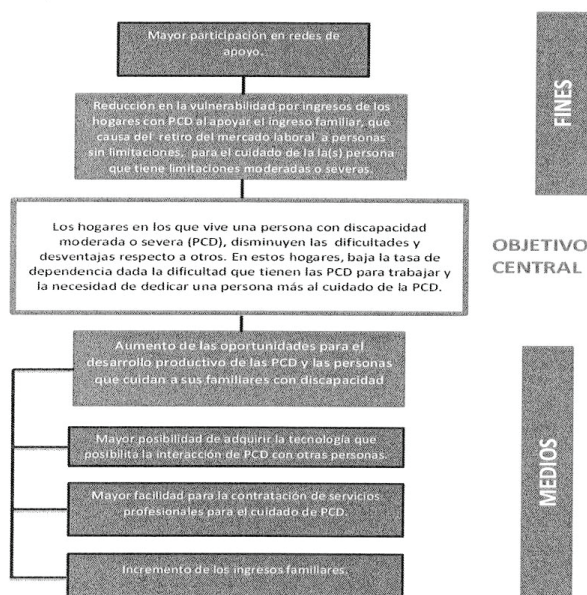 Mayor participación en redes de
apoyo.
FINES
Reducción en la vulnerabilidad por ingresos de los
hogares con PCD al apoyar el ingreso familiar, que
causa del retiro del mercado laboral a personas
sin limitaciones, para el cuidado de la la(s) persona
que tiene limitaciones moderadas o severas.
Los hogares en los que vive una persona con discapacidad
moderada o severa (PCD), disminuyen las dificultades y
desventajas respecto a otros. En estos hogares, baja la tasa de
dependencia dada la dificultad que tienen las PCD para trabajar y
la necesidad de dedicar una persona más al cuidado de la PCD.
OBJETIVO
CENTRAL
Aumento de las oportunidades para el
desarrollo productivo de las PCD y las personas
que cuidan a sus familiares con discapacidad
Mayor posibilidad de adquirir la tecnología que
posibilita la interacción de PCD con otras personas.
Mayor facilidad para la contratación de servicios
profesionales para el cuidado de PCD.
Incremento de los ingresos familiares.
MEDIOS